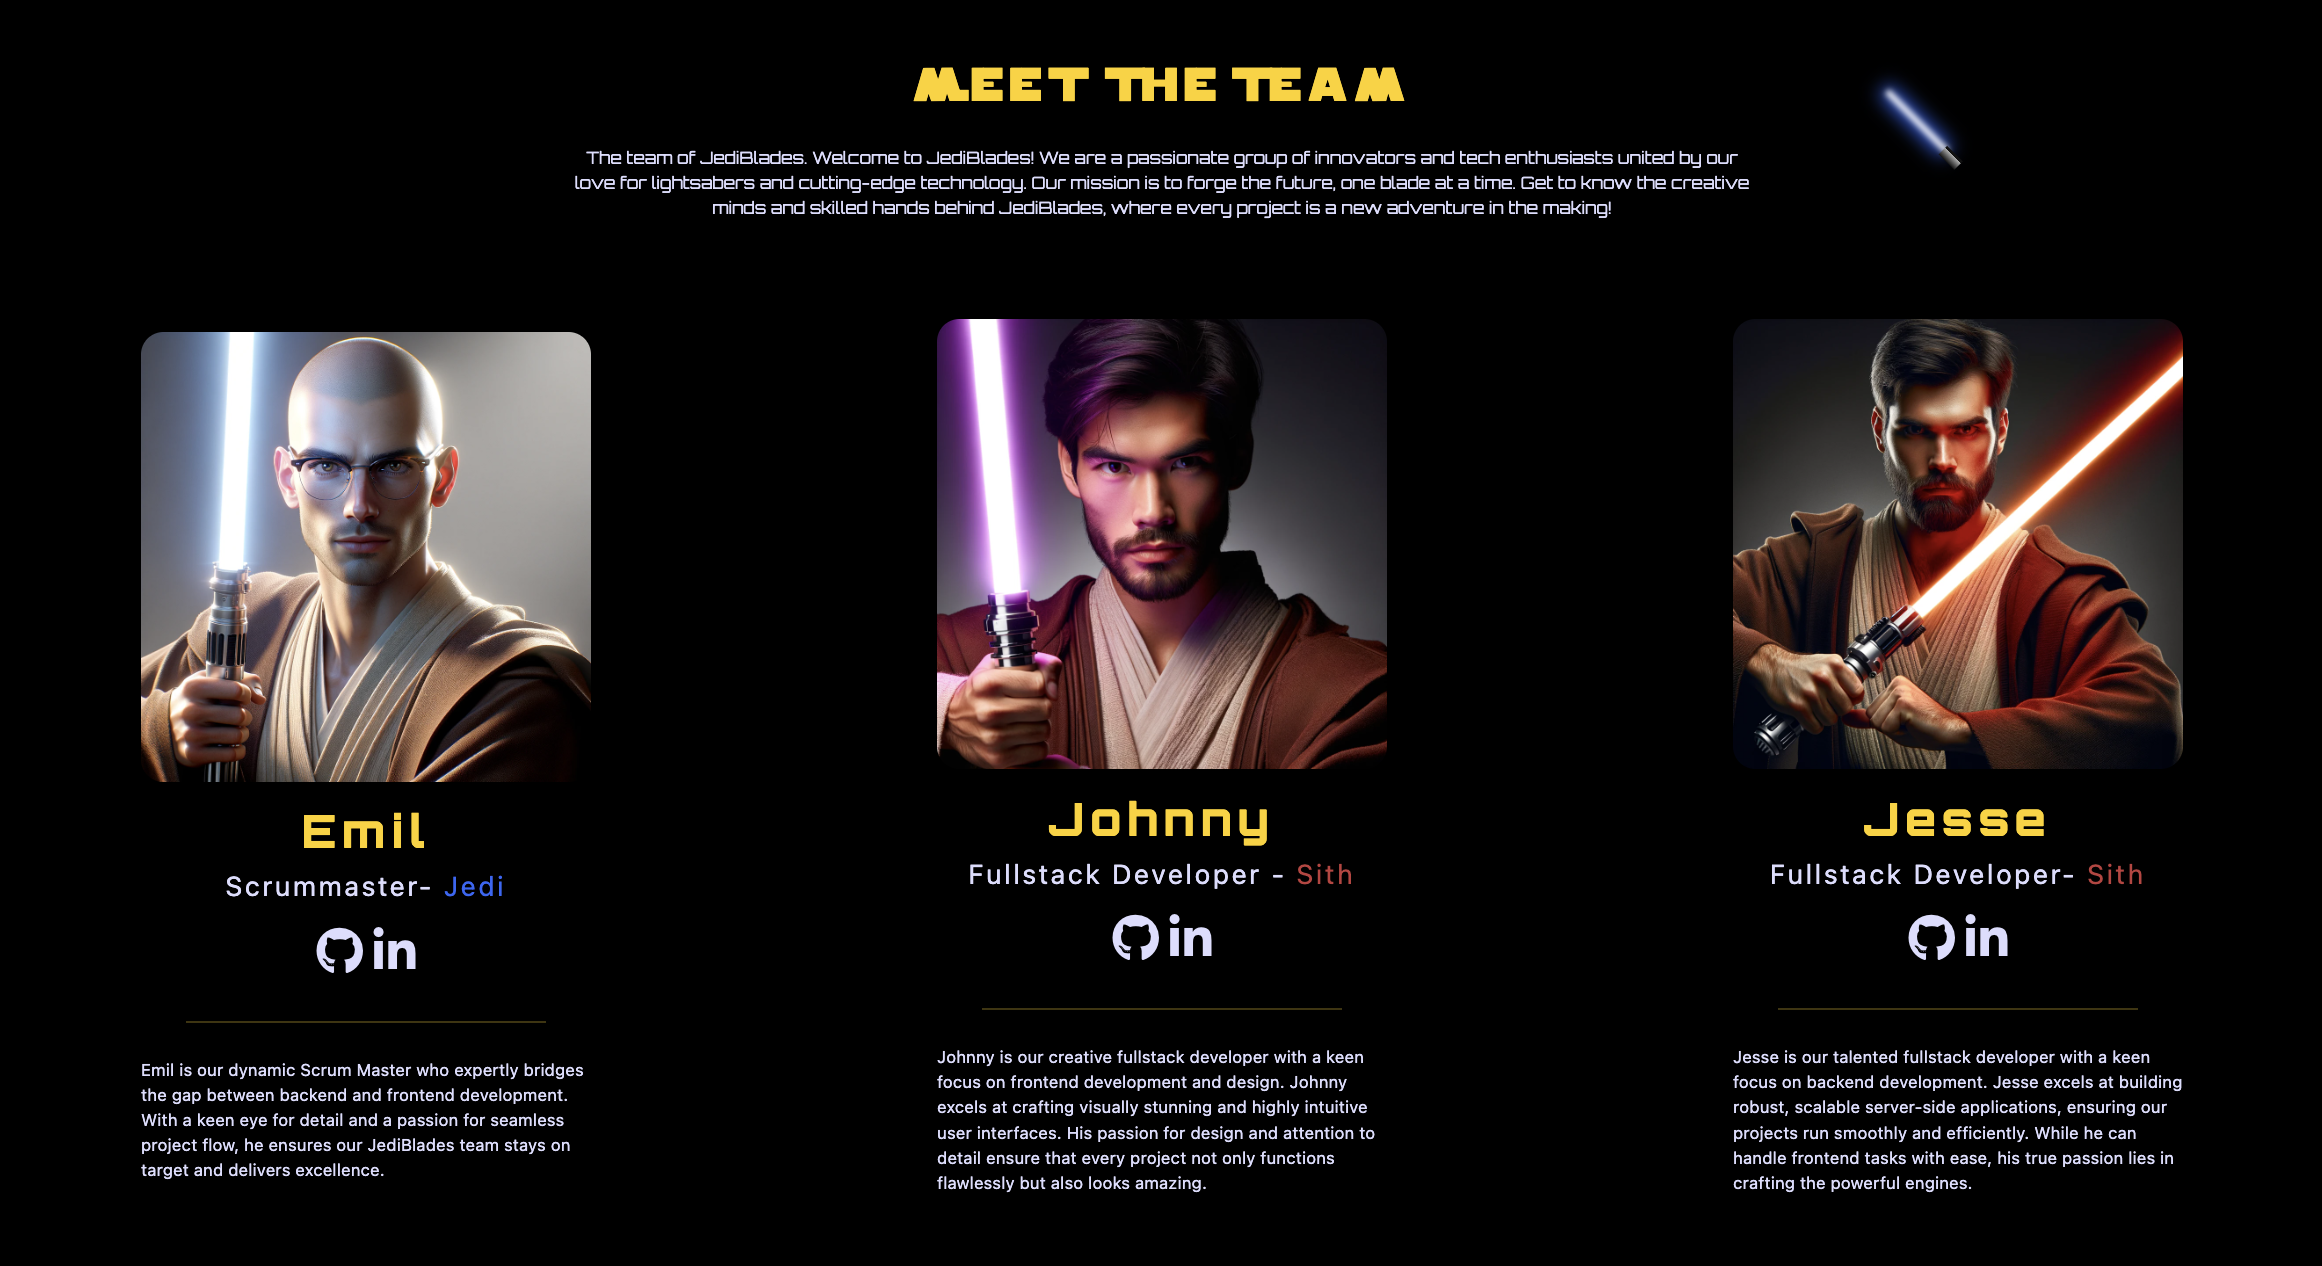 MEET THE TEAM
The team of JediBlades. Welcome to JediBlades! We are a passionate group of innovators and tech enthusiasts united by our
love for lightsabers and cutting-edge technology. Our mission is to forge the future, one blade at a time. Get to know the creative
minds and skilled hands behind JediBlades, where every project is a new adventure in the making!
Emil
Scrummaster- Jedi
in
Emil is our dynamic Scrum Master who expertly bridges
the gap between backend and frontend development.
With a keen eye for detail and a passion for seamless
project flow, he ensures our JediBlades team stays on
target and delivers excellence.
Johnny
Fullstack Developer - Sith
in
Johnny is our creative fullstack developer with a keen
focus on frontend development and design. Johnny
excels at crafting visually stunning and highly intuitive
user interfaces. His passion for design and attention to
detail ensure that every project not only functions
flawlessly but also looks amazing.
Jesse
Fullstack Developer- Sith
in
Jesse is our talented fullstack developer with a keen
focus on backend development. Jesse excels at building
robust, scalable server-side applications, ensuring our
projects run smoothly and efficiently. While he can
handle frontend tasks with ease, his true passion lies in
crafting the powerful engines.